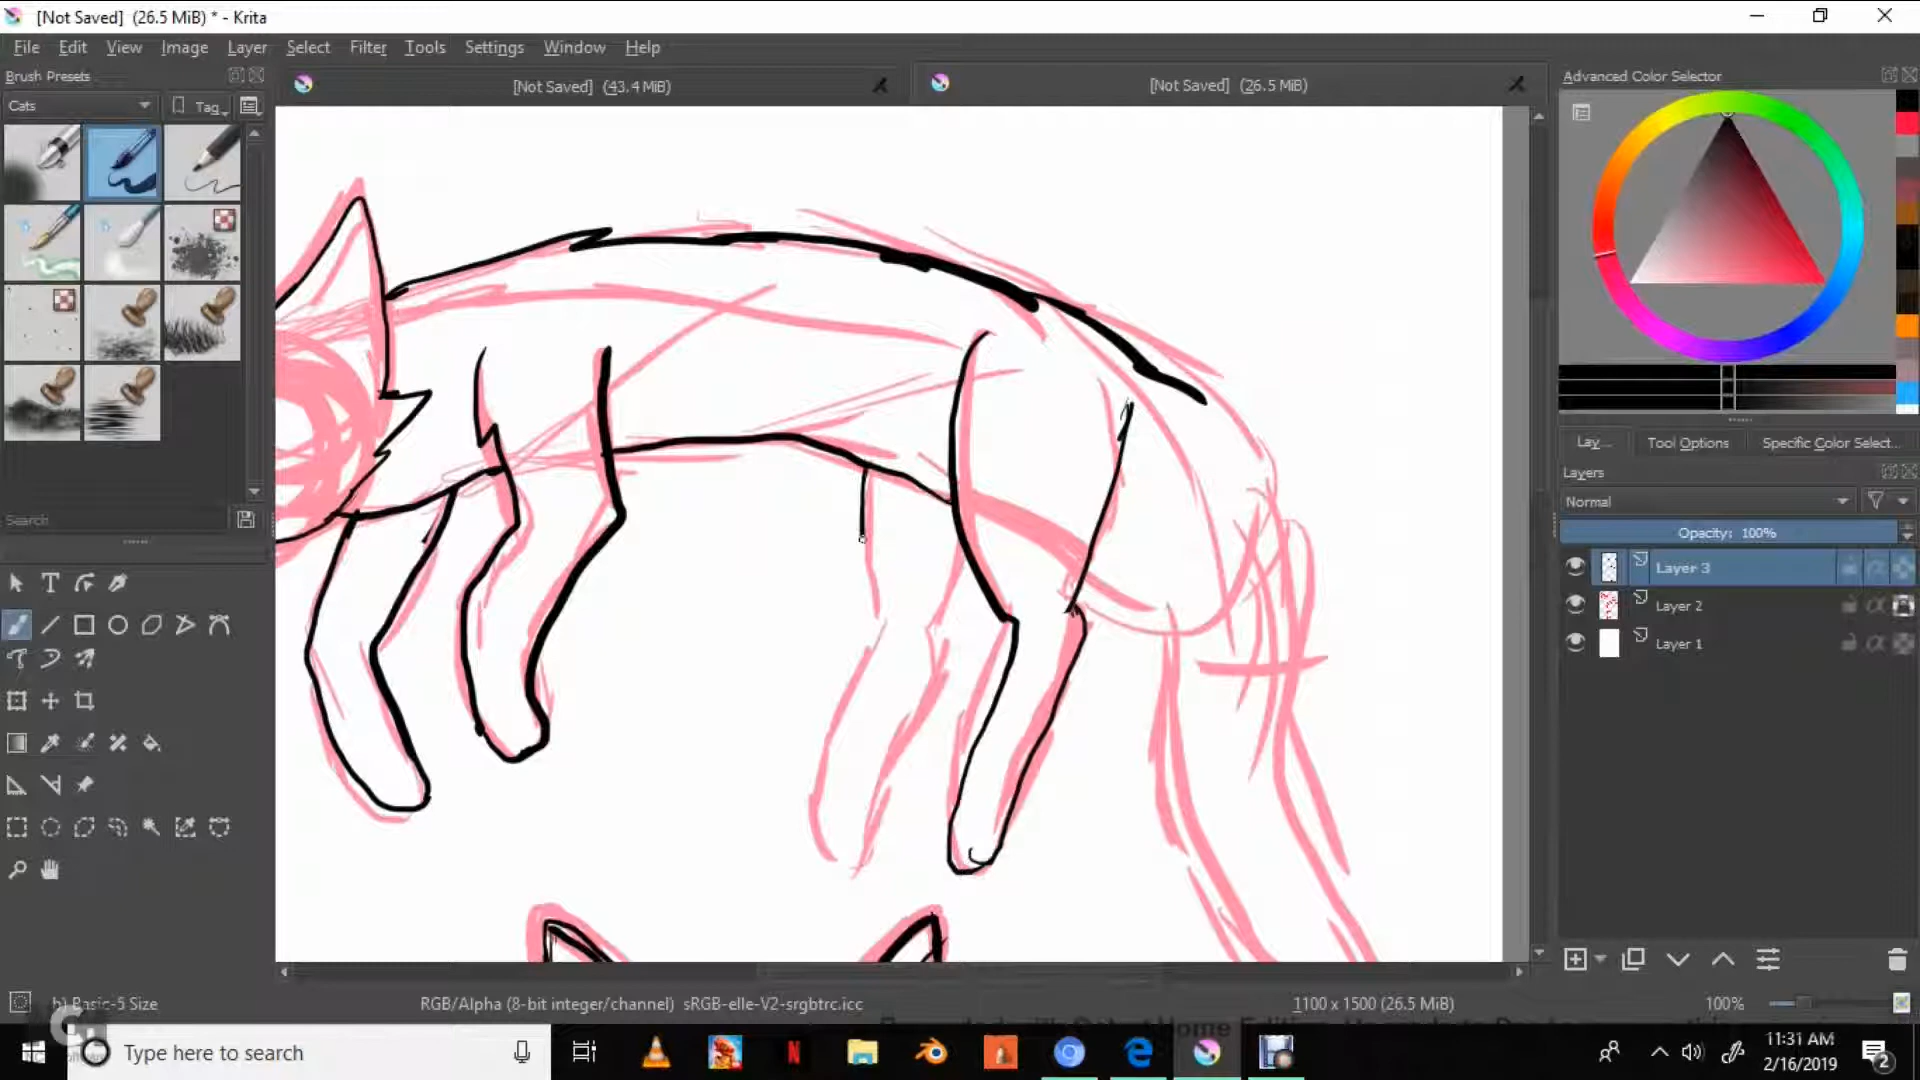 [Not Saved] (26.5 MiB) * - Krita
File Edit View Image Layer Select Filter Tools Settings Window Help
Brush Presets
[Not Saved] (43.4 MiB)
[Not Saved] (26.5 MiB)
Advanced Color Selector
Cats
Tag
Lay...
Tool Options
Specific Color Select...
Layers
Normal
Search
Opacity: 100%
Layer 3
Layer 2
Layer 1
b) Basic-5 Size
RGB/Alpha (8-bit integer/channel) sRGB-elle-V2-srgbtrc.icc
1100 x 1500 (26.5 MiB)
100%
Type here to search
11:31 AM
2/16/2019
2